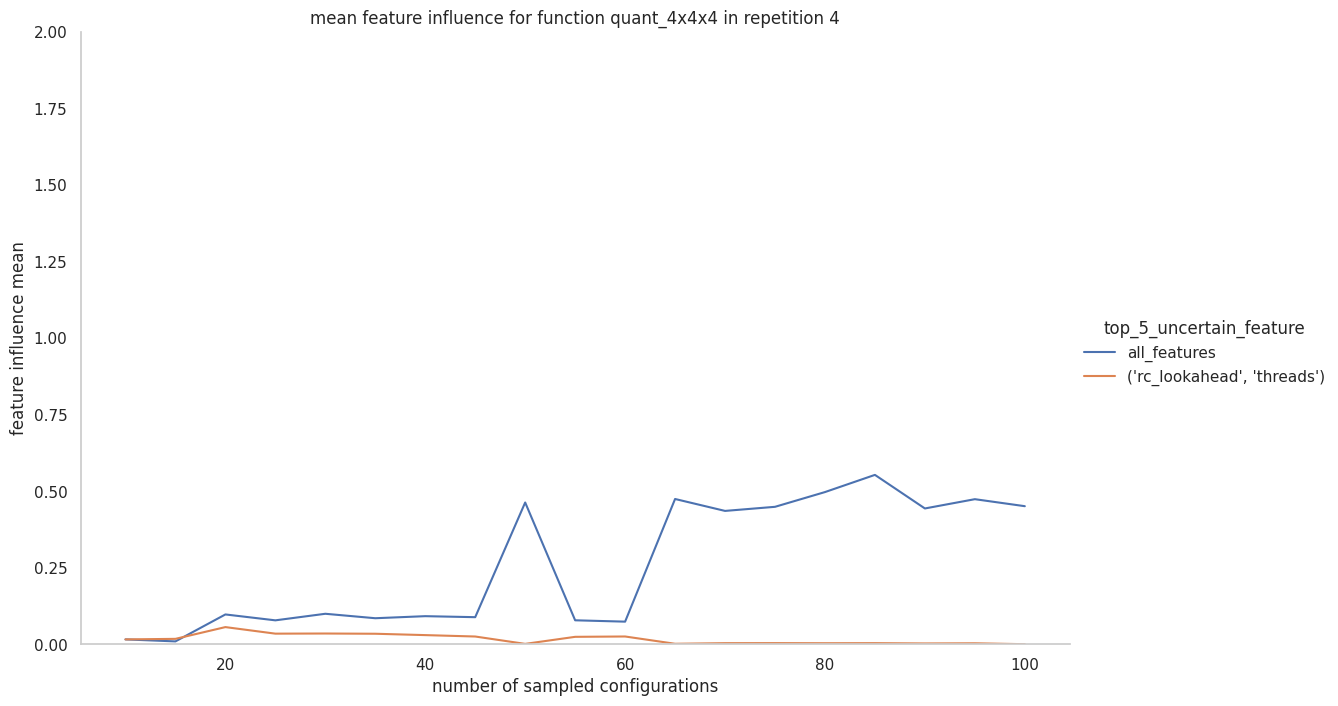 mean feature influence for function quant_4x4x4 in repetition 4
2.00
1.75
1.50
1.25
1.00
0.75
0.50
0.25
0.00
feature influence mean
20
40
60
80
100
number of sampled configurations
top_5_uncertain_feature
all_features
('rc_lookahead', 'threads')